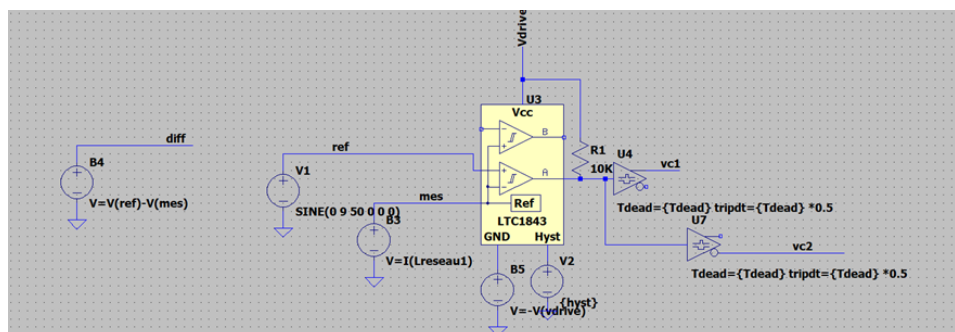 Vdrive
U3
Vcc
B
diff
B4
V=V(ref)-V(mes)
ref
V1
SINE(0 9 50 0 0 0)
mes
B3
V=I(Lreseau1)
A
Ref
LTC1843
GND
Hyst
R1
10K
U4
vc1
Tdead={Tdead} tripdt={Tdead} *0.5
U7
vc2
Tdead={Tdead} tripdt={Tdead} *0.5
B5
V=-V(vdrive)
V2
{hyst}